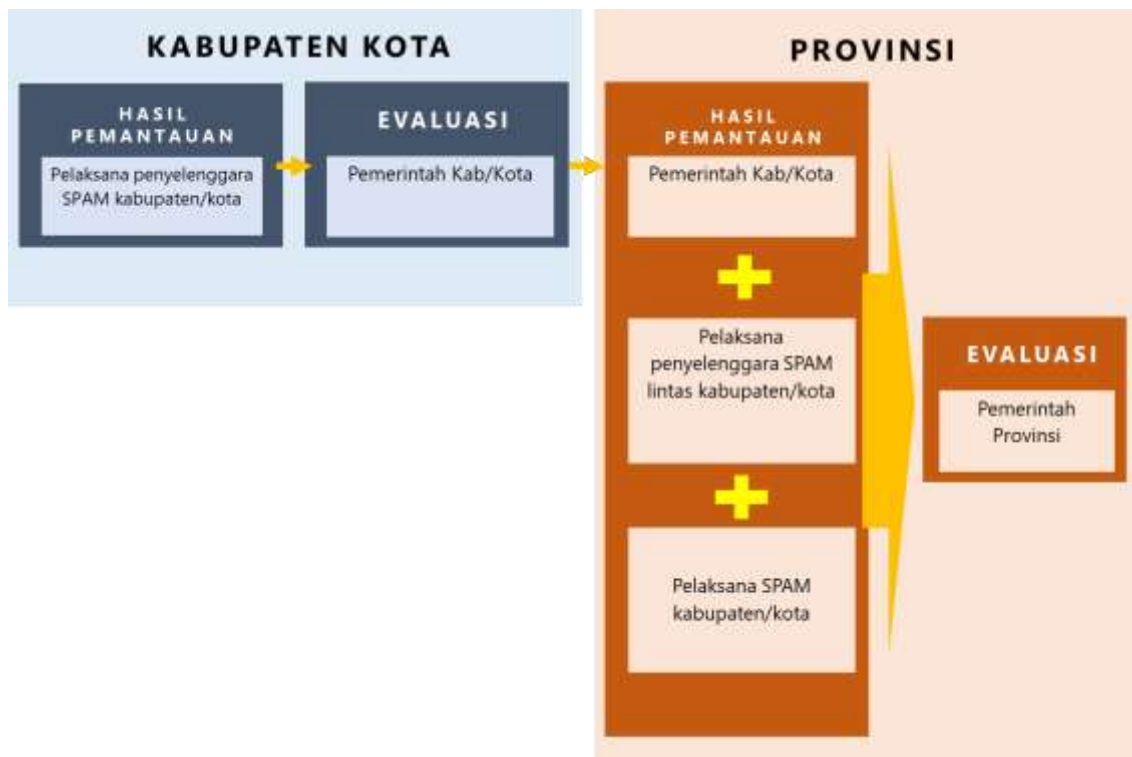 KABUPATEN KOTA
HASIL
PEMANTAUAN
Pelaksana penyelenggara
SPAM kabupaten/kota
EVALUASI
Pemerintah Kab/Kota
PROVINSI
HASIL
PEMANTAUAN
Pemerintah Kab/Kota
Pelaksana
penyelenggara SPAM
lintas kabupaten/kota
Pelaksana SPAM
kabupaten/kota
EVALUASI
Pemerintah
Provinsi